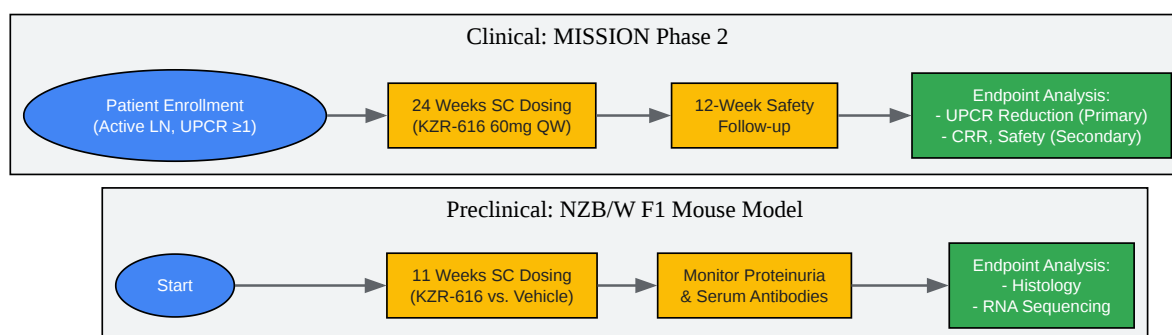 Clinical: MISSION Phase 2
Patient Enrollment
(Active LN, UPCR ≥1)
24 Weeks SC Dosing
(KZR-616 60mg QW)
12-Week Safety
Follow-up
Endpoint Analysis:
- UPCR Reduction (Primary)
- CRR, Safety (Secondary)
Preclinical: NZB/W F1 Mouse Model
Start
11 Weeks SC Dosing
(KZR-616 vs. Vehicle)
Monitor Proteinuria
& Serum Antibodies
Endpoint Analysis:
- Histology
- RNA Sequencing